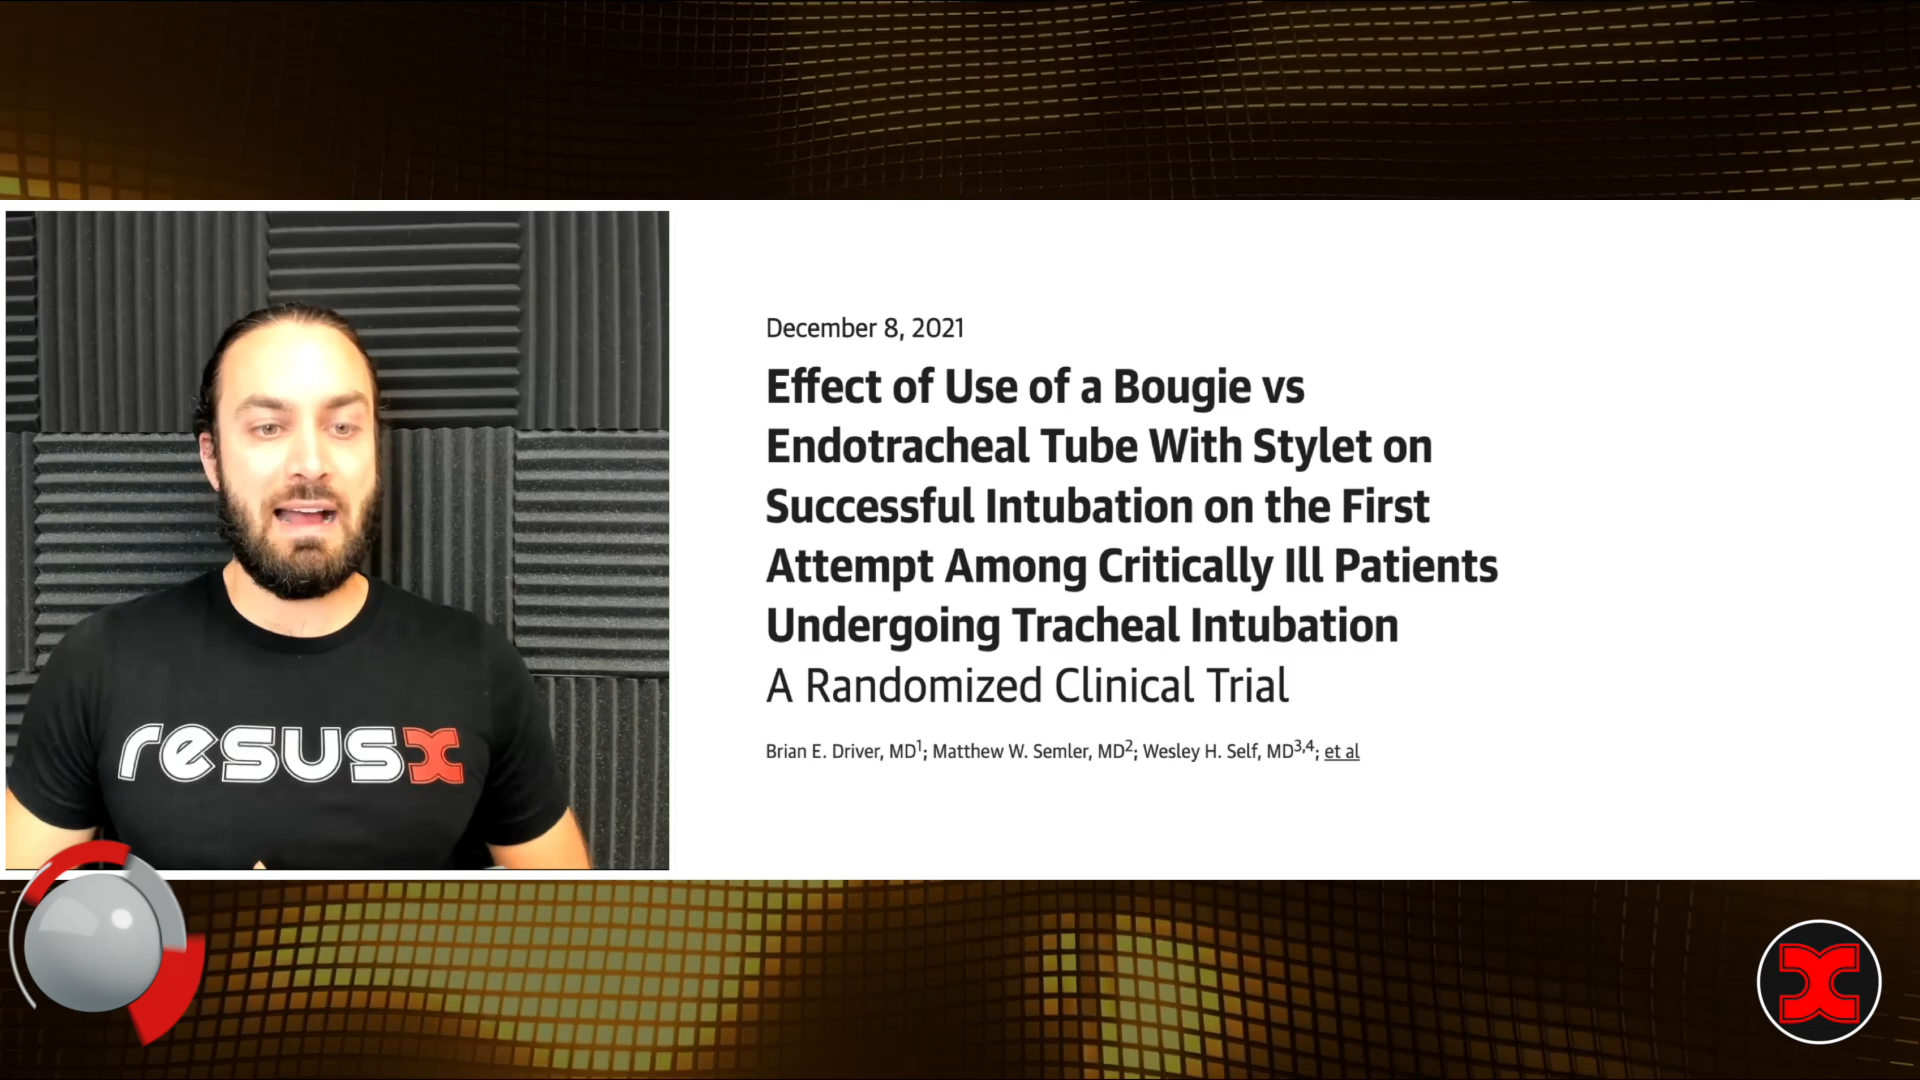 December 8, 2021
Effect of Use of a Bougie vs
Endotracheal Tube With Stylet on
Successful Intubation on the First
Attempt Among Critically Ill Patients
Undergoing Tracheal Intubation
A Randomized Clinical Trial
Brian E. Driver, MD1; Matthew W. Semler, MD2; Wesley H. Self, MD3,4; et al
resusx
X